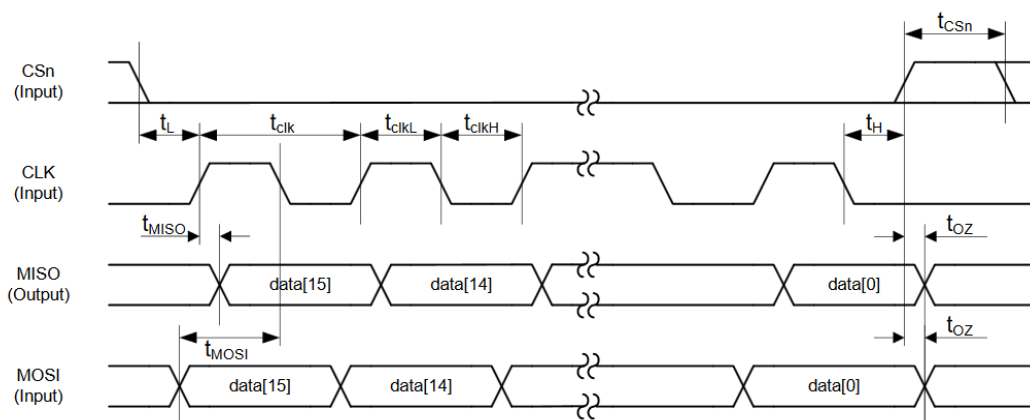 tCSn
CSn
(Input)
tL
tclk
tclkL
tclkH
tH
CLK
(Input)
tMISO
tOZ
MISO
(Output)
data[15]
data[14]
data[0]
tMOSI
tOZ
MOSI
(Input)
data[15]
data[14]
data[0]